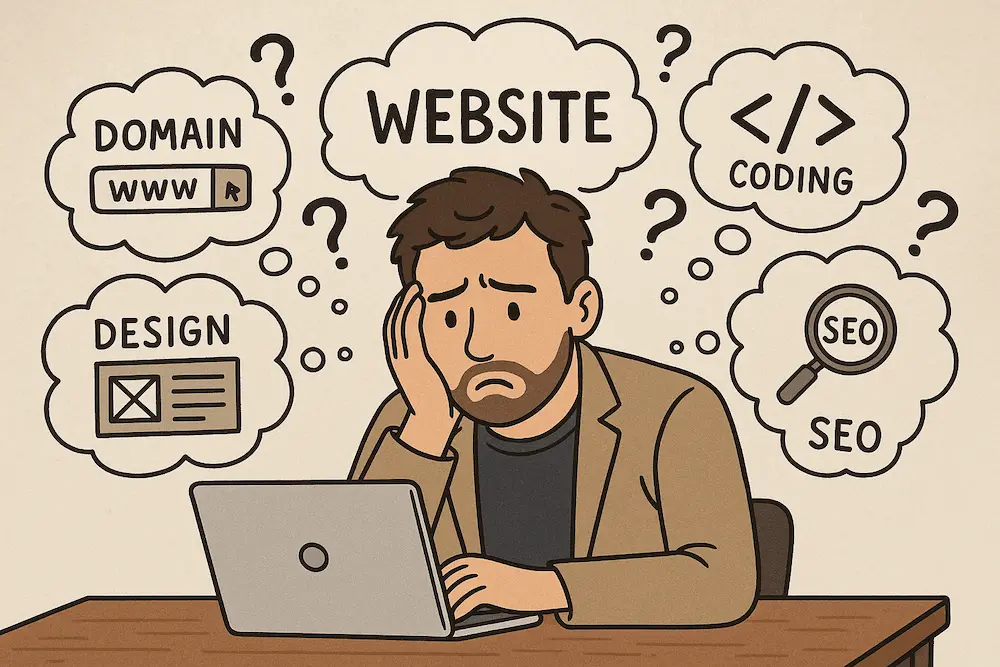 WEBSITE
DOMAIN
WWW
</>
CODING
DESIGN
SEO
SEO
? ? ? ? ?